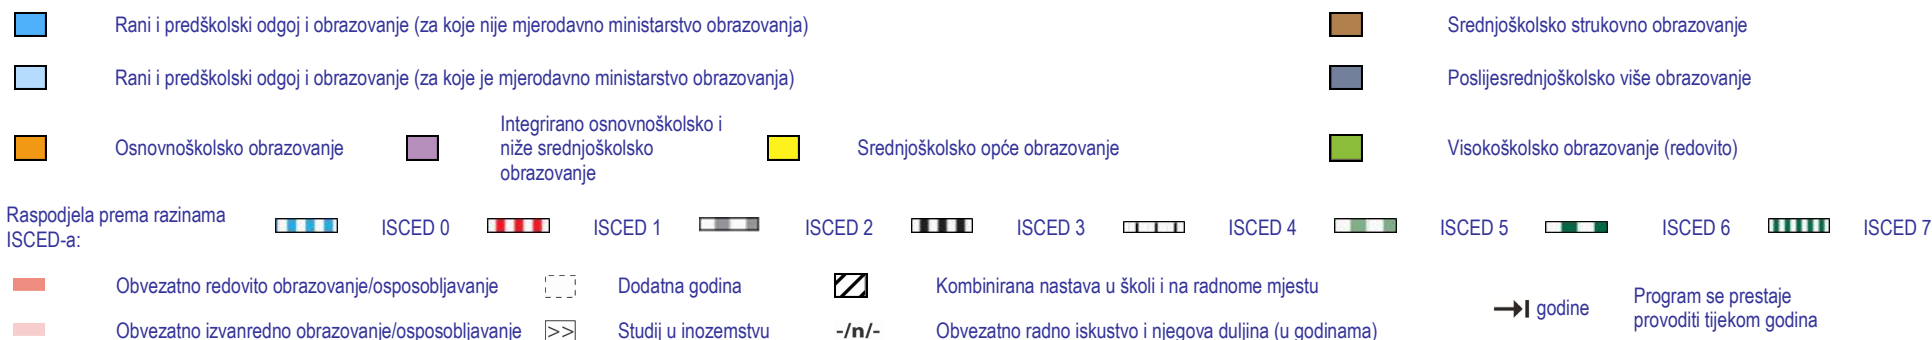 Rani i predškolski odgoj i obrazovanje (za koje nije mjerodavno ministarstvo obrazovanja)
Srednjoškolsko strukovno obrazovanje
Rani i predškolski odgoj i obrazovanje (za koje je mjerodavno ministarstvo obrazovanja)
Poslijesrednjoškolsko više obrazovanje
Osnovnoškolsko obrazovanje
Integrirano osnovnoškolsko i
niže srednjoškolsko
obrazovanje
Srednjoškolsko opće obrazovanje
Visokoškolsko obrazovanje (redovito)
Raspodjela prema razinama
ISCED-a:
ISCED 0
ISCED 1
ISCED 2
ISCED 3
ISCED 4
ISCED 5
ISCED 6
ISCED 7
Obvezatno redovito obrazovanje/osposobljavanje
Dodatna godina
Kombinirana nastava u školi i na radnome mjestu
godine
Program se prestaje
provoditi tijekom godina
Obvezatno izvanredno obrazovanje/osposobljavanje
>>
Studij u inozemstvu
-/n/-
Obvezatno radno iskustvo i njegova duljina (u godinama)